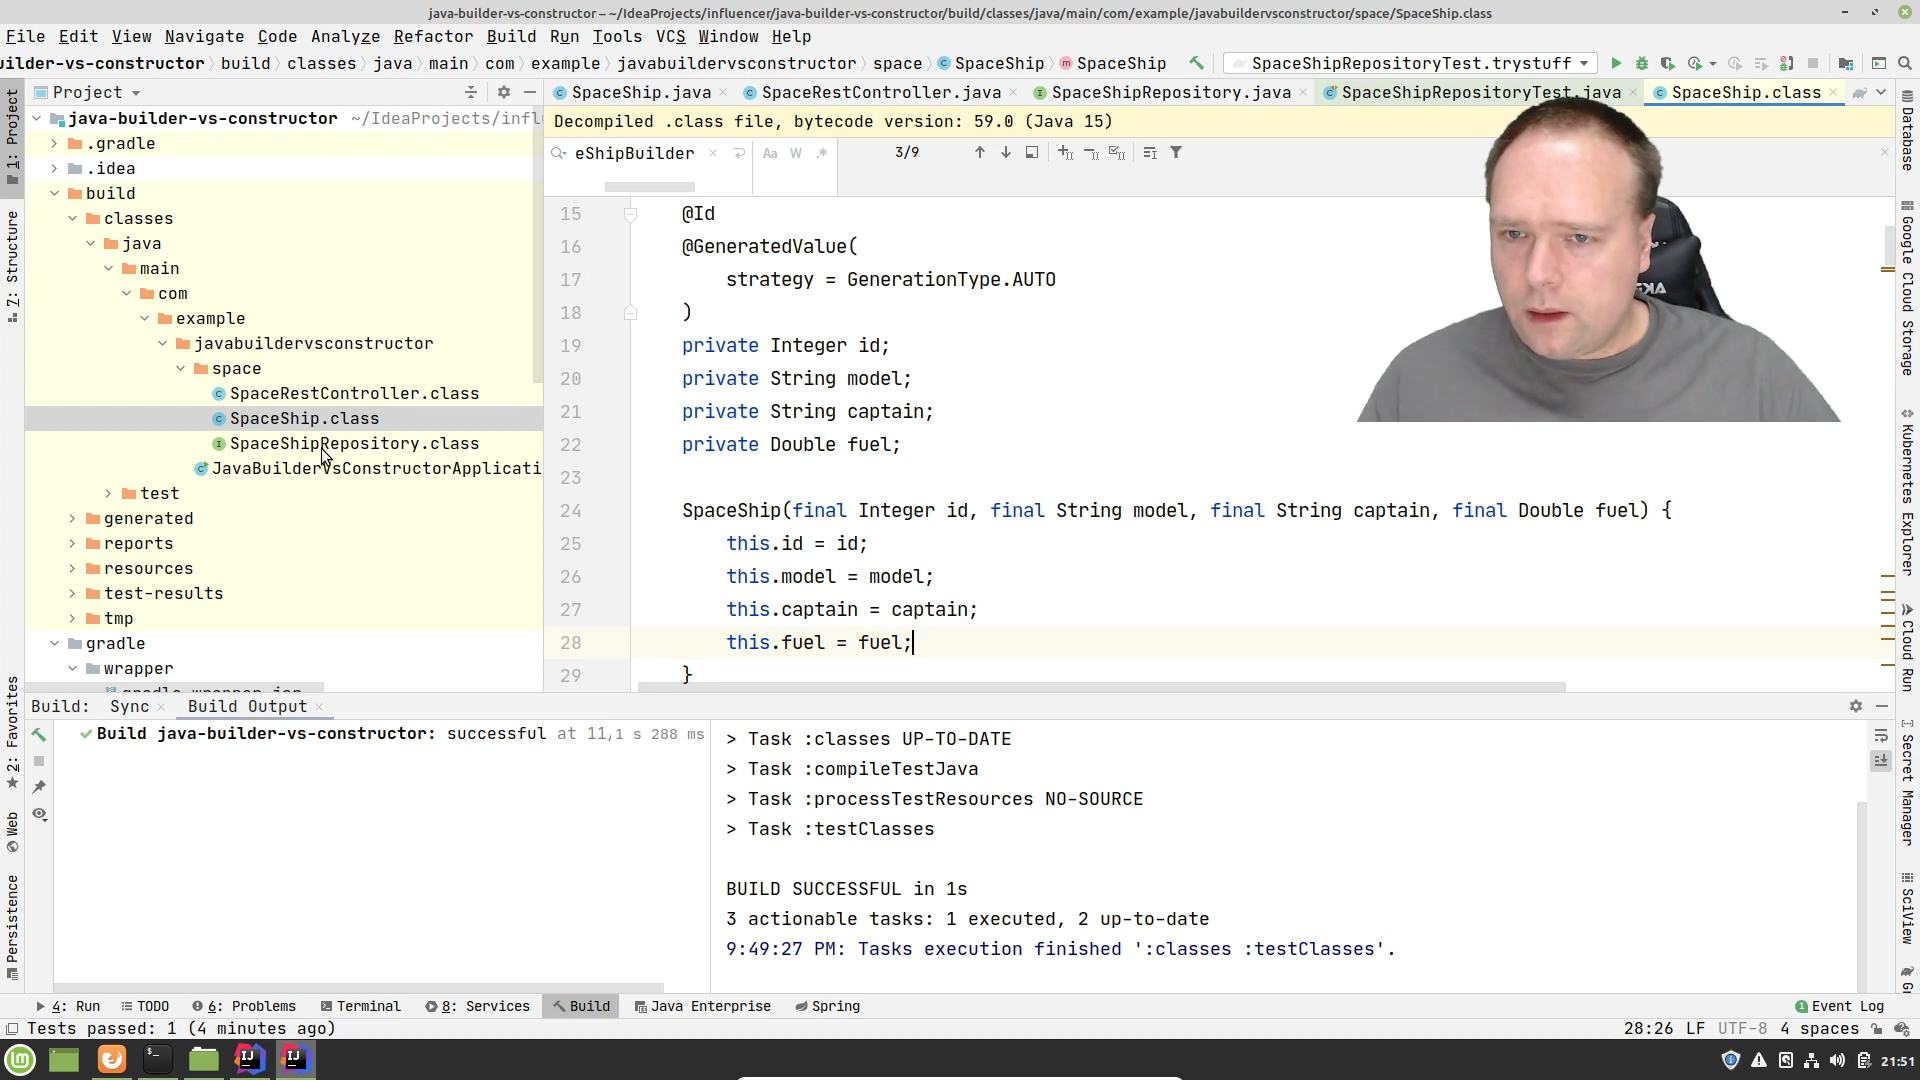 java-builder-vs-constructor – ~/IdeaProjects/influencer/java-builder-vs-constructor/build/classes/java/main/com/example/javabuildervsconstructor/space/SpaceShip.class
File Edit View Navigate Code Analyze Refactor Build Run Tools VCS Window Help
uilder-vs-constructor build classes java main com example javabuildervsconstructor space SpaceShip SpaceShip SpaceShipRepositoryTest.trystuff
Project
SpaceShip.java SpaceRestController.java SpaceShipRepository.java SpaceShipRepositoryTest.java SpaceShip.class
java-builder-vs-constructor ~/IdeaProjects/infl
Decompiled .class file, bytecode version: 59.0 (Java 15)
eShipBuilder Aa W .* 3/9
.gradle
.idea
build
classes
java
main
com
example
javabuildervsconstructor
space
SpaceRestController.class
SpaceShip.class
SpaceShipRepository.class
JavaBuilderVsConstructorApplicati
test
generated
reports
resources
test-results
tmp
gradle
wrapper
15 @Id
16 @GeneratedValue(
17 strategy = GenerationType.AUTO
18 )
19 private Integer id;
20 private String model;
21 private String captain;
22 private Double fuel;
23
24 SpaceShip(final Integer id, final String model, final String captain, final Double fuel) {
25 this.id = id;
26 this.model = model;
27 this.captain = captain;
28 this.fuel = fuel;
29 }
1: Project
7: Structure
2: Favorites
Web
Persistence
Database
Google Cloud Storage
Kubernetes Explorer
Cloud Run
Secret Manager
SciView
Build: Sync Build Output
Build java-builder-vs-constructor: successful at 11/1 s 288 ms
> Task :classes UP-TO-DATE
> Task :compileTestJava
> Task :processTestResources NO-SOURCE
> Task :testClasses
BUILD SUCCESSFUL in 1s
3 actionable tasks: 1 executed, 2 up-to-date
9:49:27 PM: Tasks execution finished ':classes :testClasses'.
4: Run TODO 6: Problems Terminal 8: Services Build Java Enterprise Spring 1 Event Log
Tests passed: 1 (4 minutes ago) 28:26 LF UTF-8 4 spaces
21:51